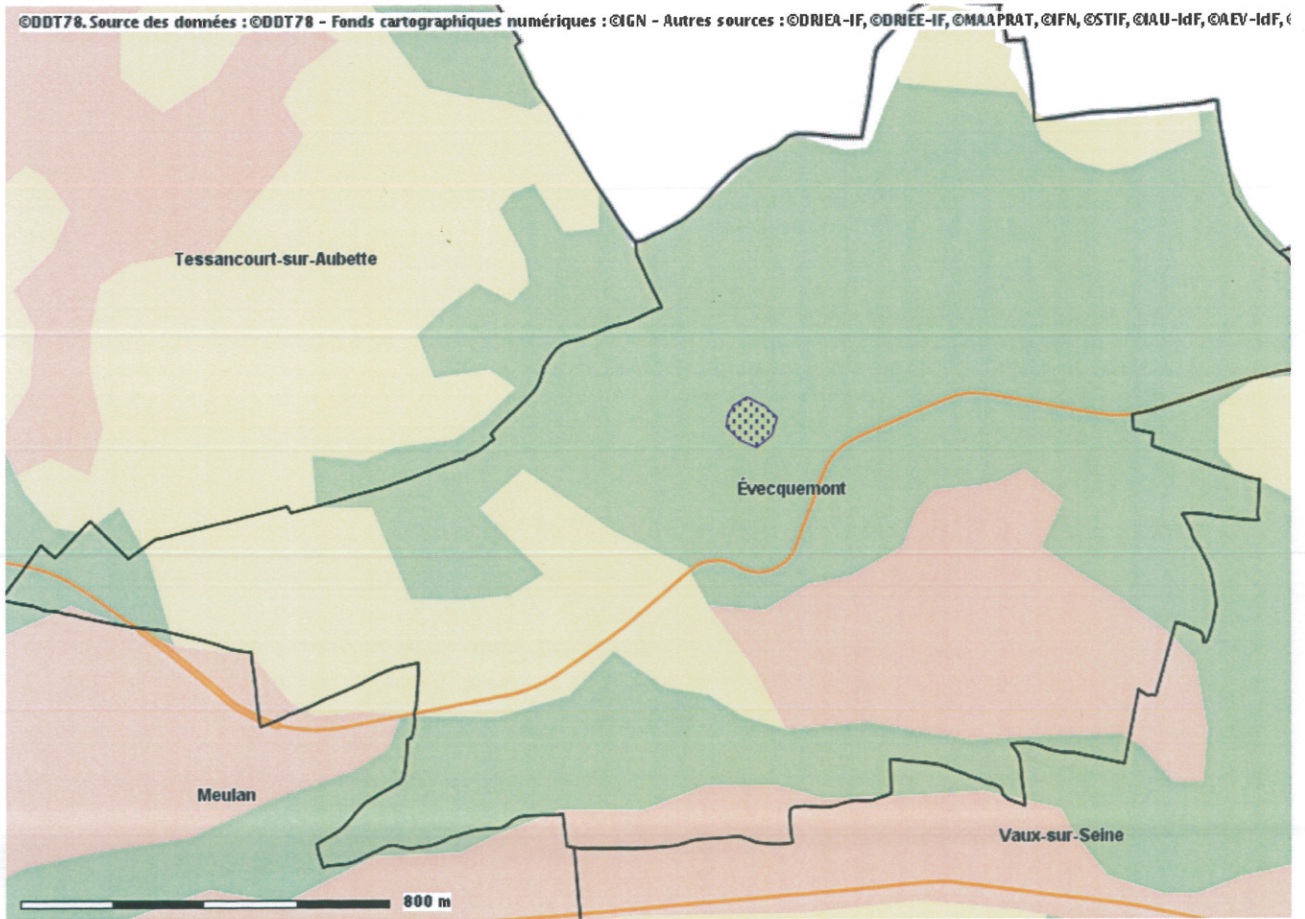 ©DDT78. Source des données : ©DDT78 - Fonds cartographiques numériques : ©IGN - Autres sources : ©DRIEA-IF, ©DRIEE-IF, ©MAAPRAT, ©IFN, ©STIF, ©IAU-IdF, ©AEV-IdF,
Tessancourt-sur-Aubette
Évecquemont
Meulan
Vaux-sur-Seine
800 m